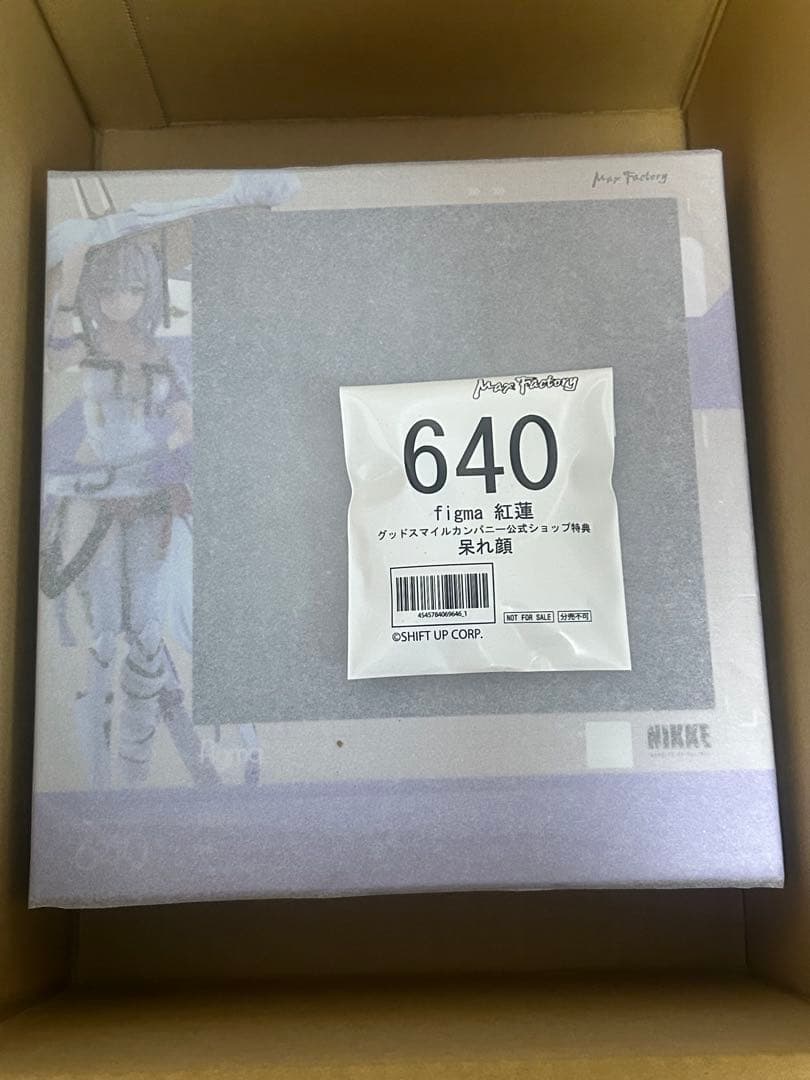 Max Factory
Max Factory
640
figma 紅蓮
グッドスマイルカンパニー公式ショップ特典
呆れ顔
4545784069646_1
NOT FOR SALE 分売不可
©SHIFT UP CORP.
NIKKE
figma
640